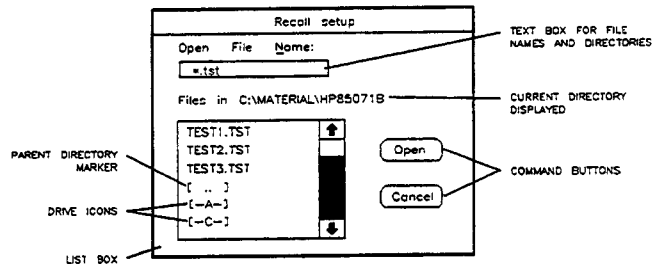 Recall setup
Open File Name:
*.tst
TEXT BOX FOR FILE
NAMES AND DIRECTORIES
Files in C:\MATERIAL\HP85071B
CURRENT DIRECTORY
DISPLAYED
TEST1.TST
TEST2.TST
TEST3.TST
[ .. ]
[-A-]
[-C-]
Open
Cancel
COMMAND BUTTONS
PARENT DIRECTORY
MARKER
DRIVE ICONS
LIST BOX